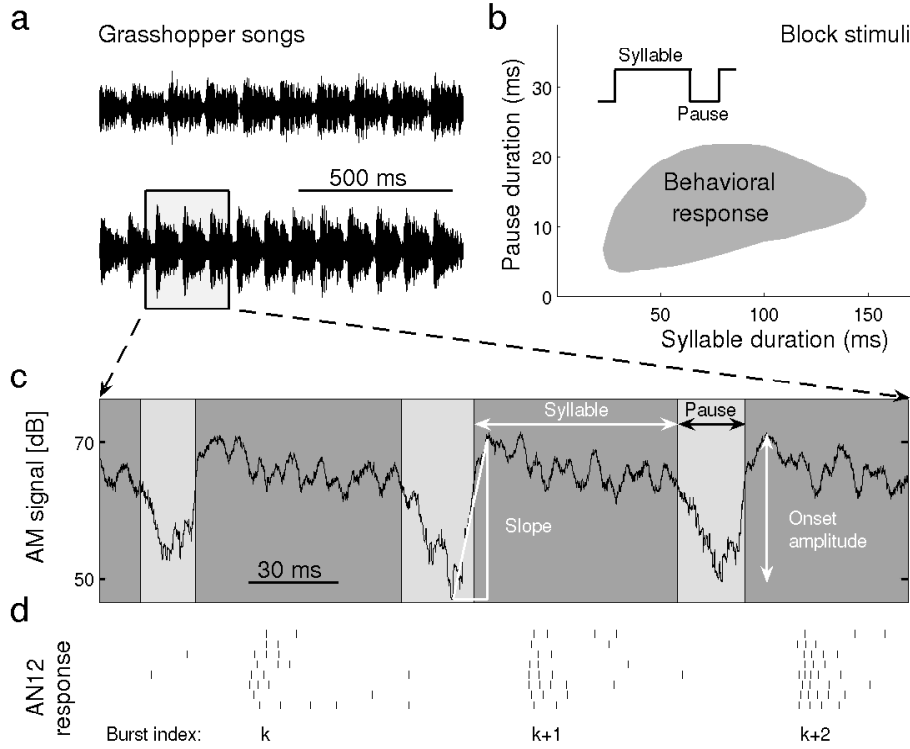 a
Grasshopper songs
500 ms
b
Block stimuli
Syllable
Pause
Behavioral
response
Pause duration (ms)
30
20
10
0
50
100
150
Syllable duration (ms)
c
AM signal [dB]
70
50
Syllable
Pause
Slope
Onset
amplitude
30 ms
d
AN12
response
Burst index:
k
k+1
k+2